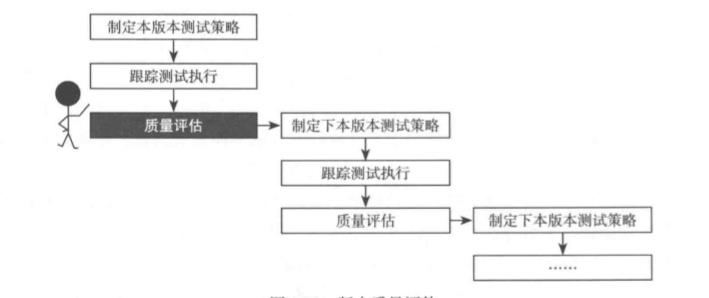 制定本版本测试策略
跟踪测试执行
质量评估
制定下本版本测试策略
跟踪测试执行
质量评估
制定下本版本测试策略
……